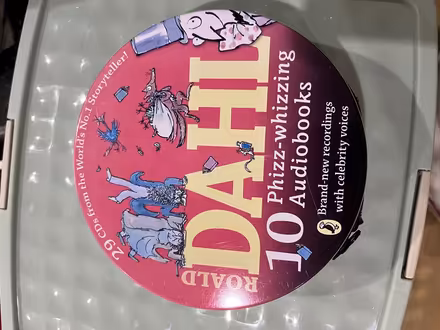 29 CDs from the World's No.1 Storyteller!
ROALD
DAHL
10 Phizz-whizzing
Audiobooks
Brand-new recordings
with celebrity voices